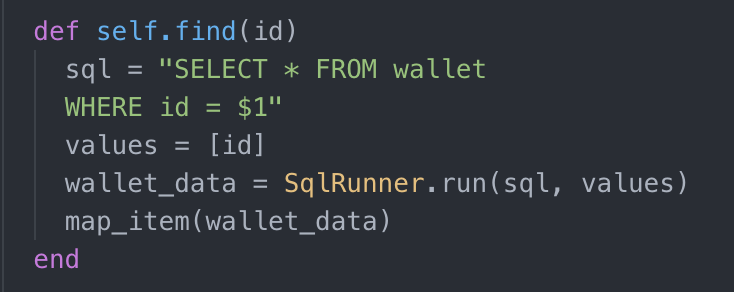 def self.find(id)
sql = "SELECT * FROM wallet
WHERE id = $1"
values = [id]
wallet_data = SqlRunner.run(sql, values)
map_item(wallet_data)
end